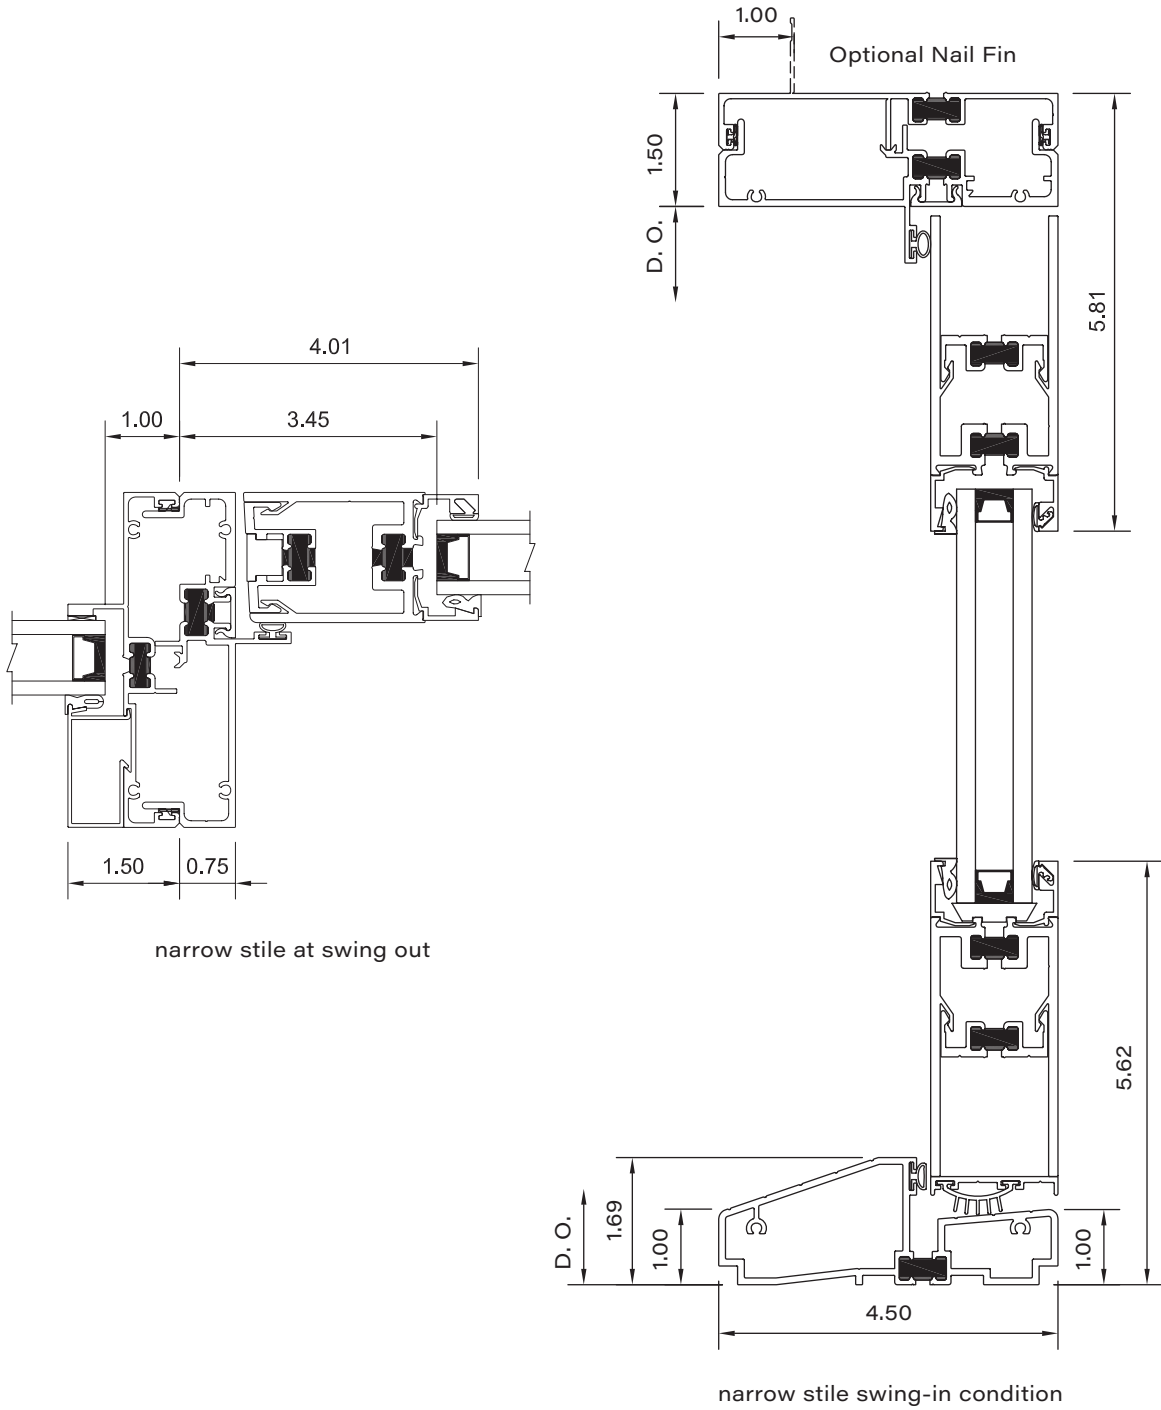 1.00
Optional Nail Fin
1.50
D. O.
5.81
4.01
1.00
3.45
1.50
0.75
narrow stile at swing out
5.62
1.69
1.00
D. O.
1.00
4.50
narrow stile swing-in condition